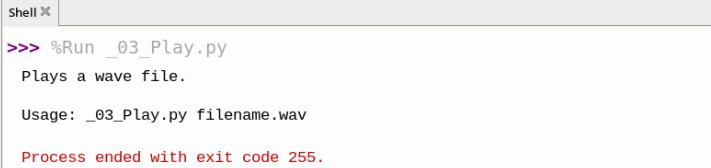 Shell
>>> %Run _03_Play.py
Plays a wave file.
Usage: _03_Play.py filename.wav
Process ended with exit code 255.